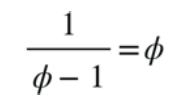 1/(ϕ − 1) = ϕ